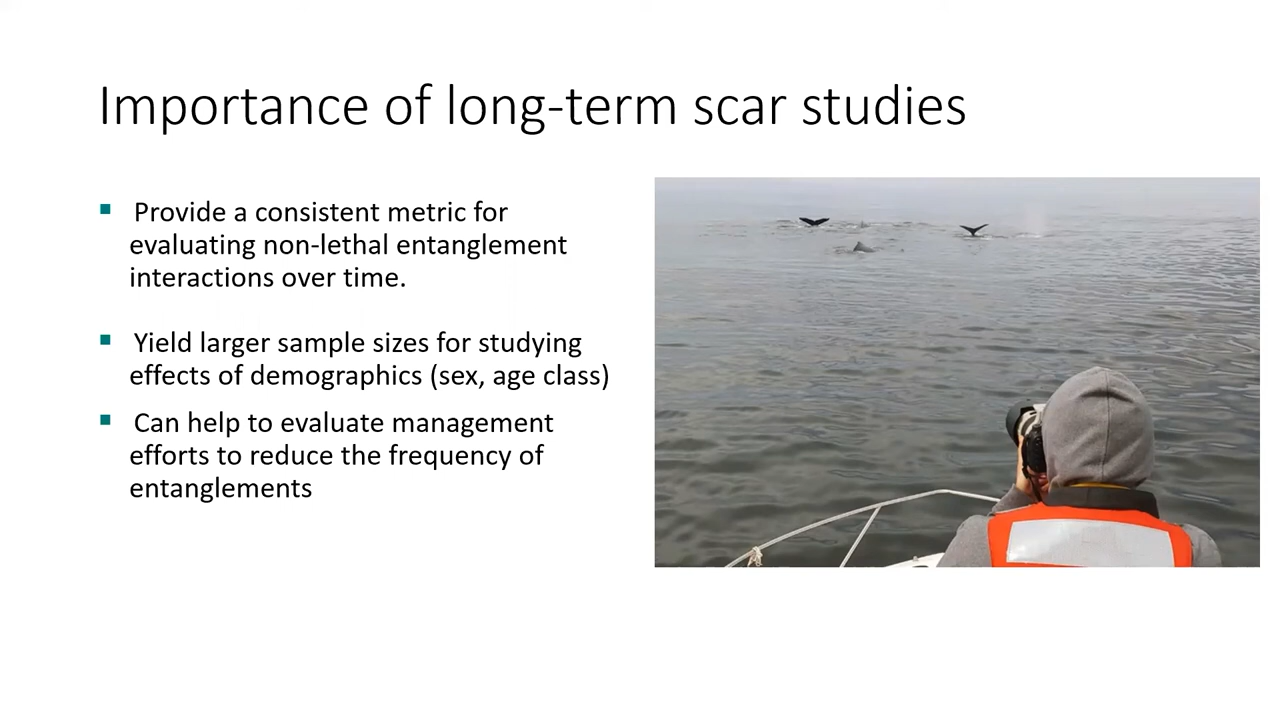 Importance of long-term scar studies
Provide a consistent metric for
evaluating non-lethal entanglement
interactions over time.
Yield larger sample sizes for studying
effects of demographics (sex, age class)
Can help to evaluate management
efforts to reduce the frequency of
entanglements